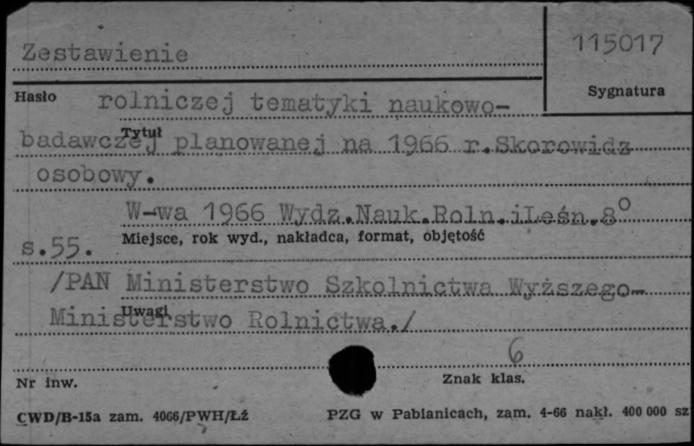 Zestawienie
115017
Hasło
Sygnatura
rolniczej tematyki naukowo-
Tytuł
badawczej planowanej na 1966 r.Skorowidz
osobowy.
W-wa 1966 Wydz.Nauk.Roln.iLeśn.8°
s.55.
Miejsce, rok wyd., nakładca, format, objętość
/PAN Ministerstwo Szkolnictwa Wyższego-
Uwagi
Ministerstwo Rolnictwa./
6
Nr inw.
Znak klas.
CWD/B-15a zam. 4066/PWH/Łź
PZG w Pabianicach, zam. 4-66 nakł. 400 000 sz